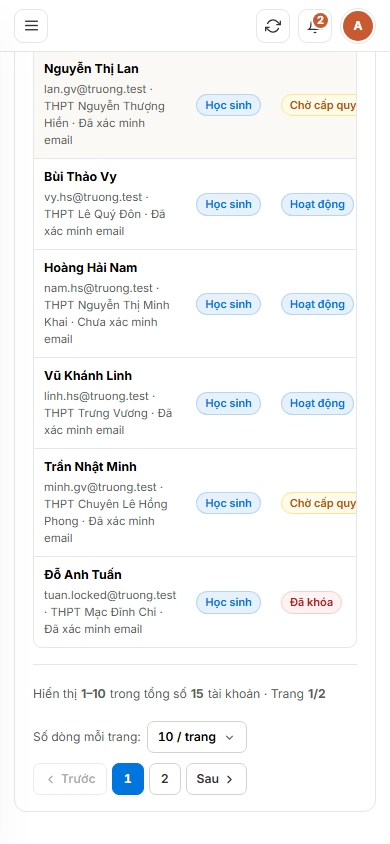 2
A
Nguyễn Thị Lan
lan.gv@truong.test ·
THPT Nguyễn Thượng
Hiền · Đã xác minh
email
Học sinh
Chờ cấp quy
Bùi Thảo Vy
vy.hs@truong.test ·
THPT Lê Quý Đôn · Đã
xác minh email
Học sinh
Hoạt động
Hoàng Hải Nam
nam.hs@truong.test ·
THPT Nguyễn Thị Minh
Khai · Chưa xác minh
email
Học sinh
Hoạt động
Vũ Khánh Linh
linh.hs@truong.test ·
THPT Trưng Vương · Đã
xác minh email
Học sinh
Hoạt động
Trần Nhật Minh
minh.gv@truong.test ·
THPT Chuyên Lê Hồng
Phong · Đã xác minh
email
Học sinh
Chờ cấp quy
Đỗ Anh Tuấn
tuan.locked@truong.test
· THPT Mạc Đĩnh Chi ·
Đã xác minh email
Học sinh
Đã khóa
Hiển thị 1–10 trong tổng số 15 tài khoản · Trang 1/2
Số dòng mỗi trang: 10 / trang
Trước 1 2 Sau